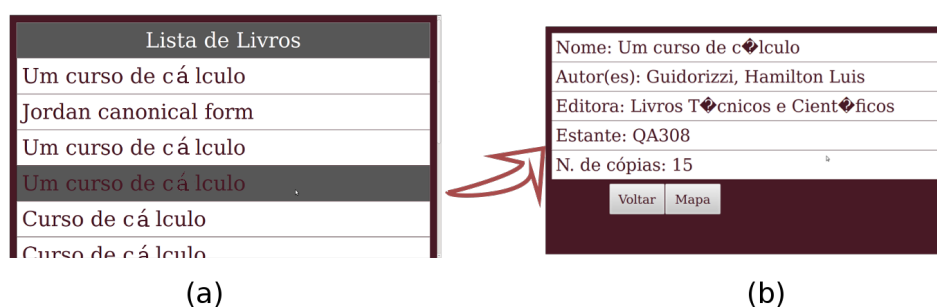 Lista de Livros
Um curso de cá lculo
Jordan canonical form
Um curso de cá lculo
Um curso de cá lculo
Curso de cá lculo
Curso de cá lculo
(a)
Nome: Um curso de c�lculo
Autor(es): Guidorizzi, Hamilton Luis
Editora: Livros T�cnicos e Cient�ficos
Estante: QA308
N. de cópias: 15
Voltar Mapa
(b)